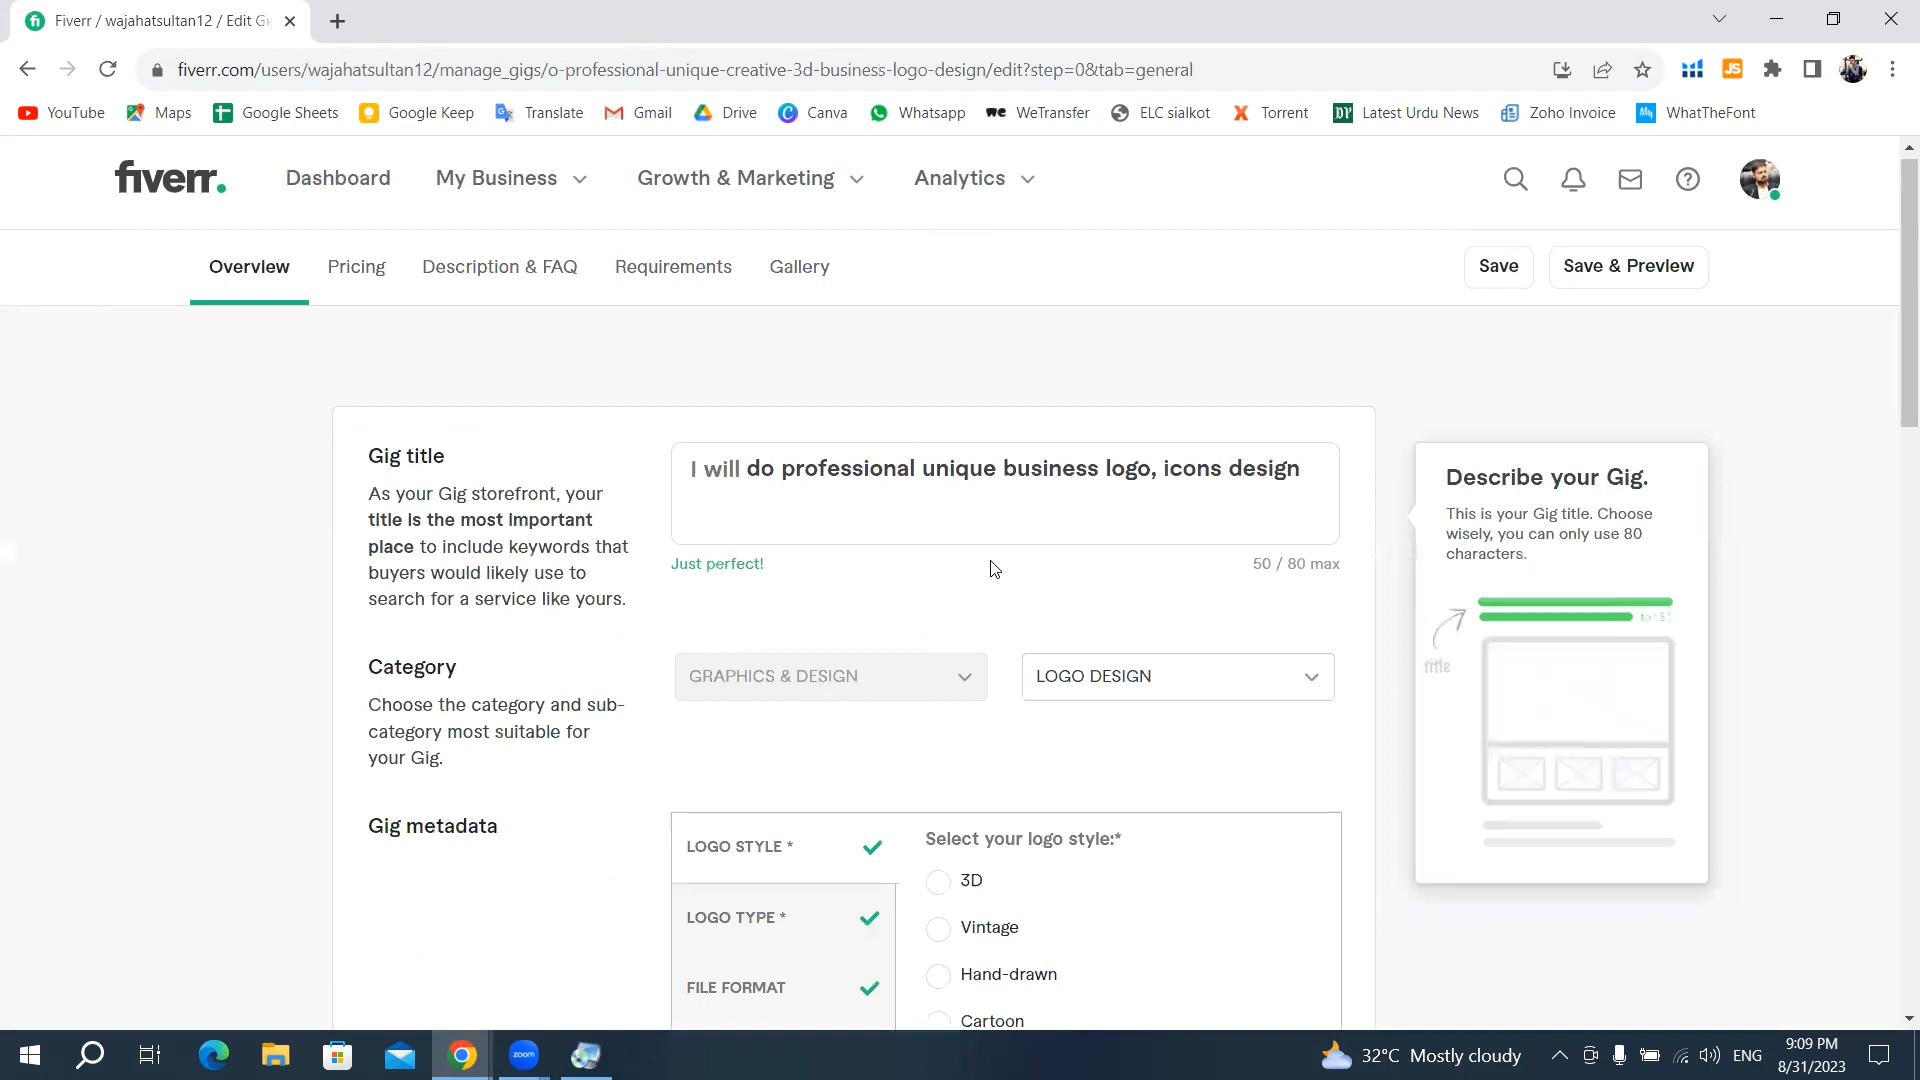 Fiverr / wajahatsultan12 / Edit Gi
fiverr.com/users/wajahatsultan12/manage_gigs/o-professional-unique-creative-3d-business-logo-design/edit?step=0&tab=general
JS
YouTube
Maps
Google Sheets
Google Keep
Translate
Gmail
Drive
Canva
Whatsapp
WeTransfer
ELC sialkot
Torrent
Latest Urdu News
Zoho Invoice
WhatTheFont
fiverr.
Dashboard
My Business
Growth & Marketing
Analytics
Overview
Pricing
Description & FAQ
Requirements
Gallery
Save
Save & Preview
Gig title
As your Gig storefront, your
title is the most important
place to include keywords that
buyers would likely use to
search for a service like yours.
I will do professional unique business logo, icons design
Just perfect!
50 / 80 max
Describe your Gig.
This is your Gig title. Choose
wisely, you can only use 80
characters.
title
for $5
Category
Choose the category and sub-
category most suitable for
your Gig.
GRAPHICS & DESIGN
LOGO DESIGN
Gig metadata
LOGO STYLE *
LOGO TYPE *
FILE FORMAT
Select your logo style:*
3D
Vintage
Hand-drawn
Cartoon
zoom
32°C Mostly cloudy
ENG
9:09 PM
8/31/2023